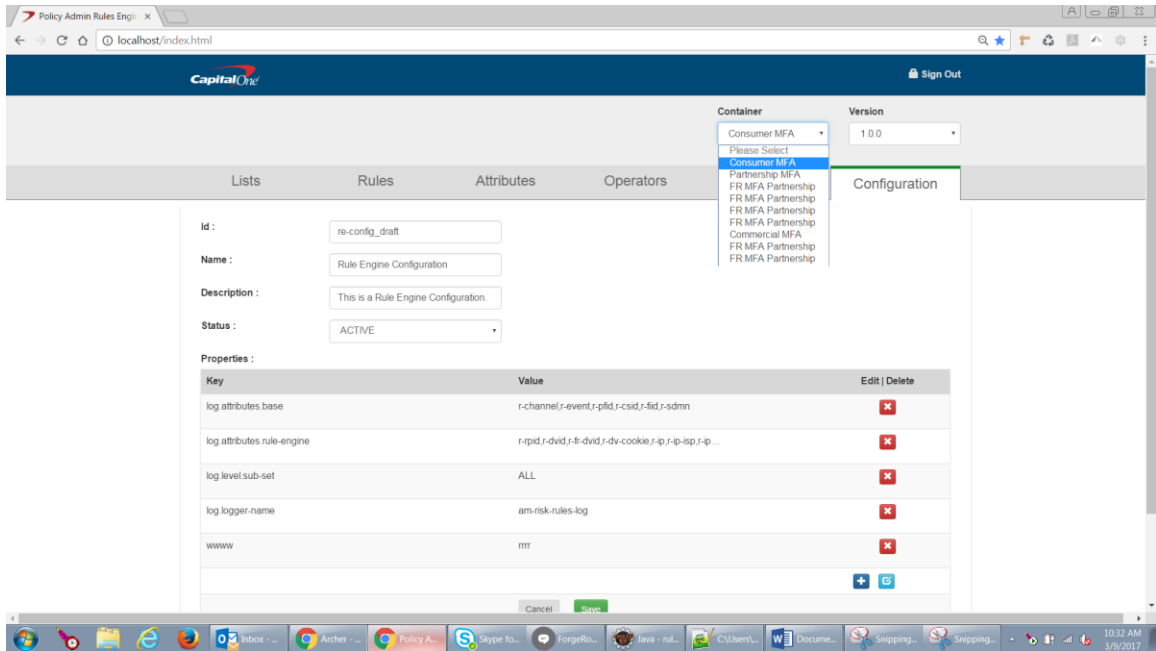 Policy Admin Rules Engin
localhost/index.html
CapitalOne
Sign Out
Container Version
Consumer MFA 1.0.0
Please Select
Consumer MFA
Partnership MFA
FR MFA Partnership
FR MFA Partnership
FR MFA Partnership
FR MFA Partnership
Commercial MFA
FR MFA Partnership
FR MFA Partnership
Lists Rules Attributes Operators Configuration
Id : re-config_draft
Name : Rule Engine Configuration
Description : This is a Rule Engine Configuration.
Status : ACTIVE
Properties :
Key Value Edit | Delete
log.attributes.base r-channel,r-event,r-pfid,r-csid,r-fiid,r-sdmn
log.attributes.rule-engine r-rpid,r-dvid,r-fr-dvid,r-dv-cookie,r-ip,r-ip-isp,r-ip...
log.level.sub-set ALL
log.logger-name am-risk-rules-log
wwww rrrr
Cancel Save
Inbox - ... Archer - ... Policy A... Skype fo... ForgeRo... Java - rul... C:\Users\... Docume... Snipping... Snipping... 10:32 AM
3/9/2017